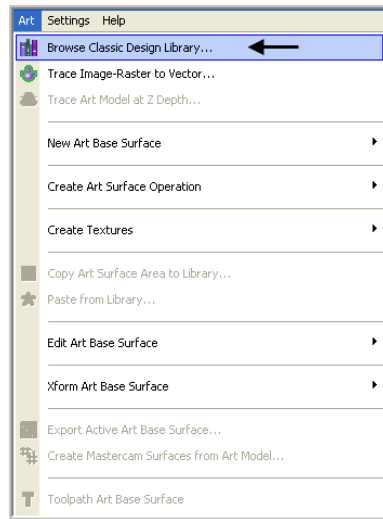 Art Settings Help
Browse Classic Design Library...
Trace Image-Raster to Vector...
Trace Art Model at Z Depth...
New Art Base Surface
Create Art Surface Operation
Create Textures
Copy Art Surface Area to Library...
Paste from Library...
Edit Art Base Surface
Xform Art Base Surface
Export Active Art Base Surface...
Create Mastercam Surfaces from Art Model...
Toolpath Art Base Surface